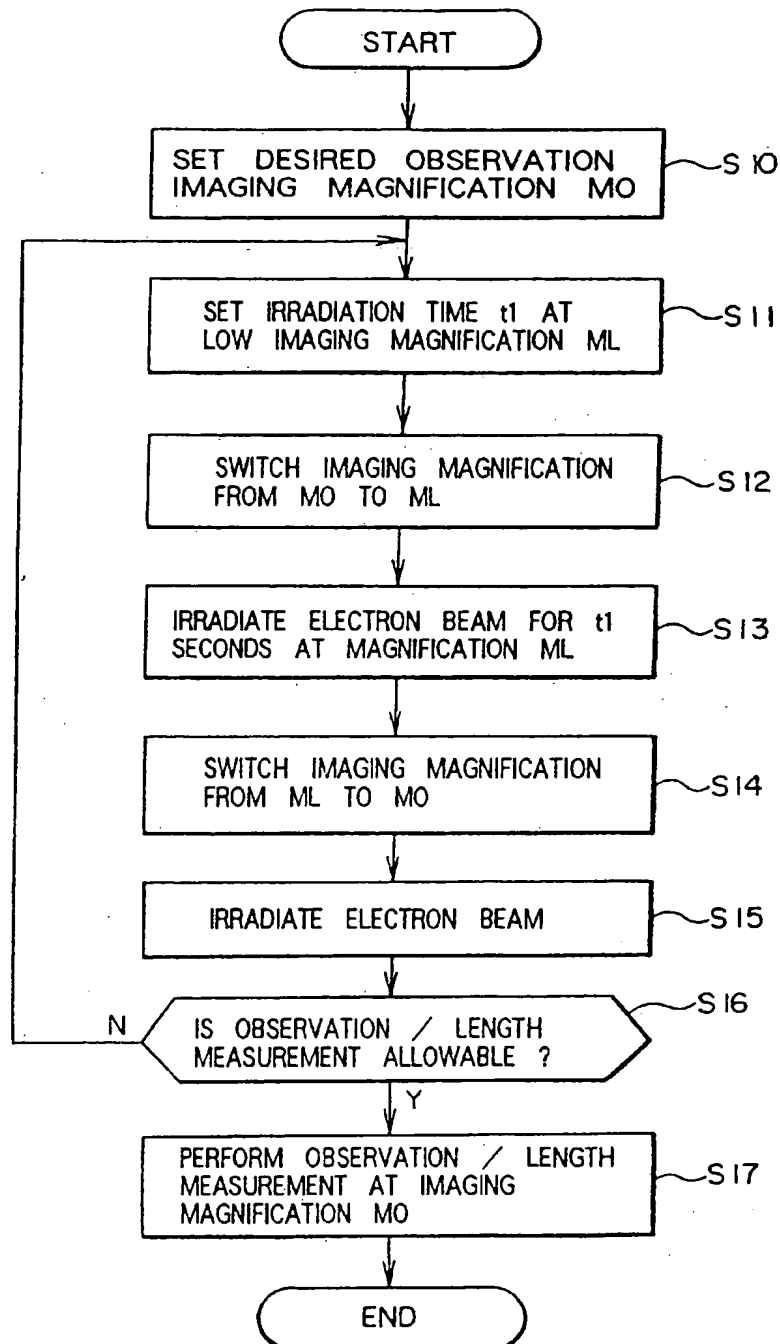 START
SET DESIRED OBSERVATION
IMAGING MAGNIFICATION MO
S10
SET IRRADIATION TIME t1 AT
LOW IMAGING MAGNIFICATION ML
S11
SWITCH IMAGING MAGNIFICATION
FROM MO TO ML
S12
IRRADIATE ELECTRON BEAM FOR t1
SECONDS AT MAGNIFICATION ML
S13
SWITCH IMAGING MAGNIFICATION
FROM ML TO MO
S14
IRRADIATE ELECTRON BEAM
S15
N
IS OBSERVATION / LENGTH
MEASUREMENT ALLOWABLE ?
S16
Y
PERFORM OBSERVATION / LENGTH
MEASUREMENT AT IMAGING
MAGNIFICATION MO
S17
END